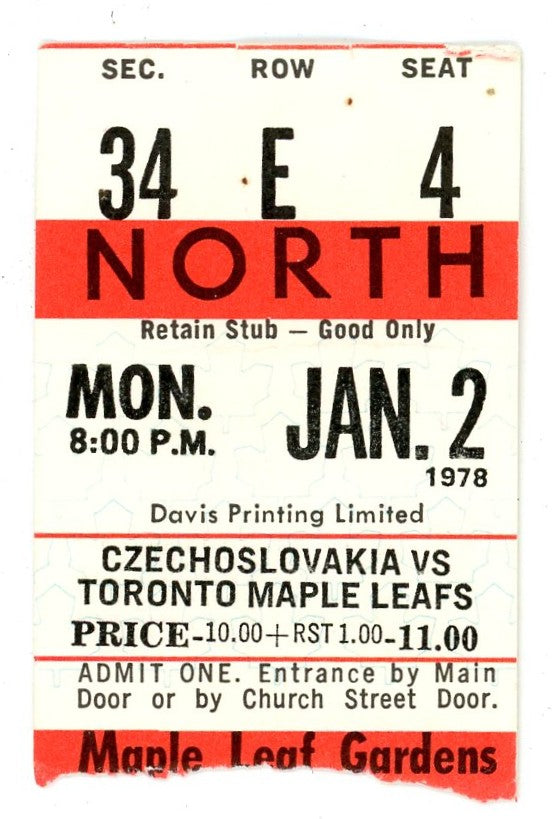 SEC. ROW SEAT
34 E 4
NORTH
Retain Stub — Good Only
MON. JAN. 2
8:00 P.M. 1978
Davis Printing Limited
CZECHOSLOVAKIA VS
TORONTO MAPLE LEAFS
PRICE-10.00+RST 1.00-11.00
ADMIT ONE. Entrance by Main
Door or by Church Street Door.
Maple Leaf Gardens